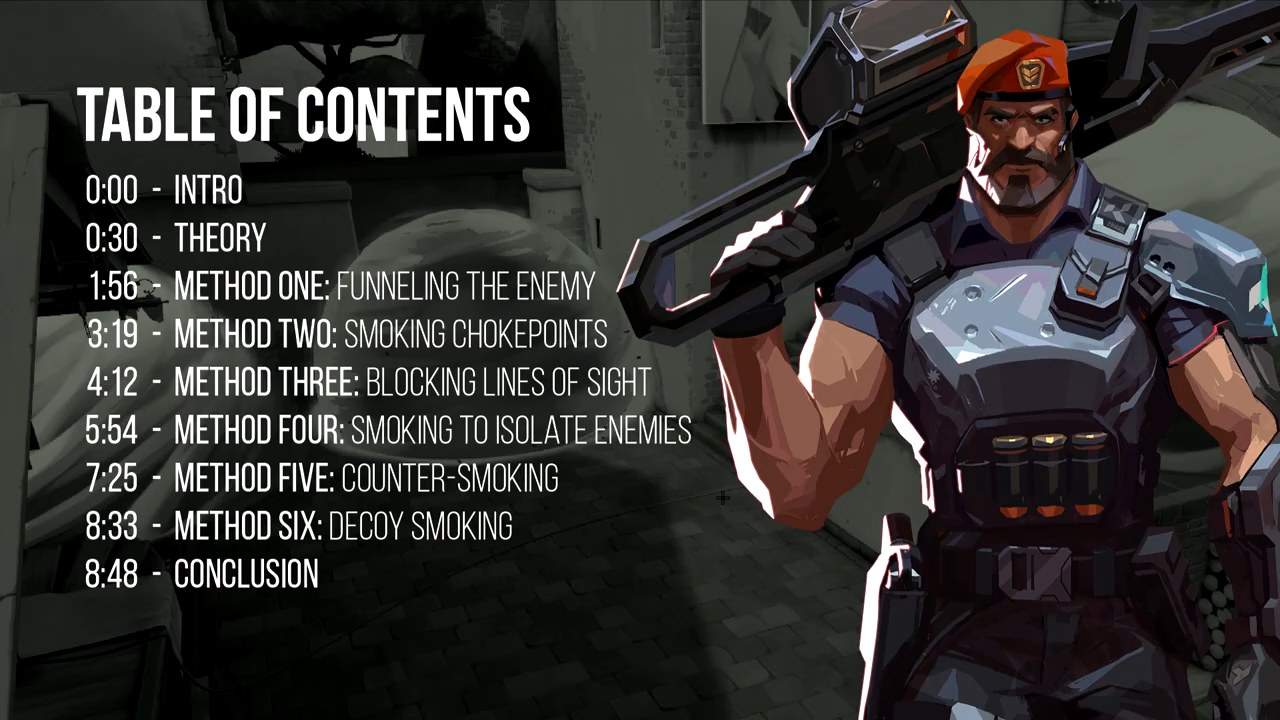 TABLE OF CONTENTS
0:00 - INTRO
0:30 - THEORY
1:56 - METHOD ONE: FUNNELING THE ENEMY
3:19 - METHOD TWO: SMOKING CHOKEPOINTS
4:12 - METHOD THREE: BLOCKING LINES OF SIGHT
5:54 - METHOD FOUR: SMOKING TO ISOLATE ENEMIES
7:25 - METHOD FIVE: COUNTER-SMOKING
8:33 - METHOD SIX: DECOY SMOKING
8:48 - CONCLUSION